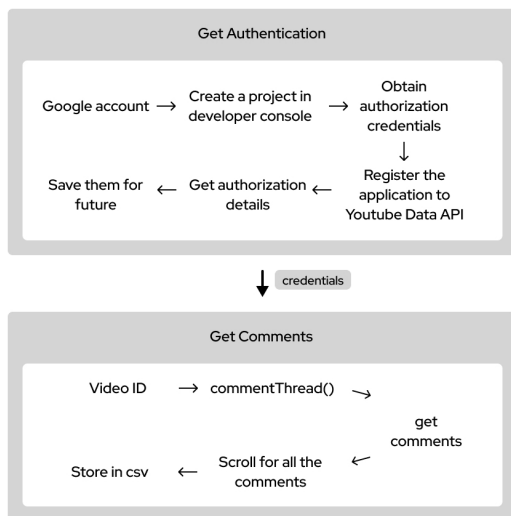 Get Authentication
Google account
Create a project in
developer console
Obtain
authorization
credentials
Register the
application to
Youtube Data API
Get authorization
details
Save them for
future
credentials
Get Comments
Video ID
commentThread()
get
comments
Scroll for all the
comments
Store in csv